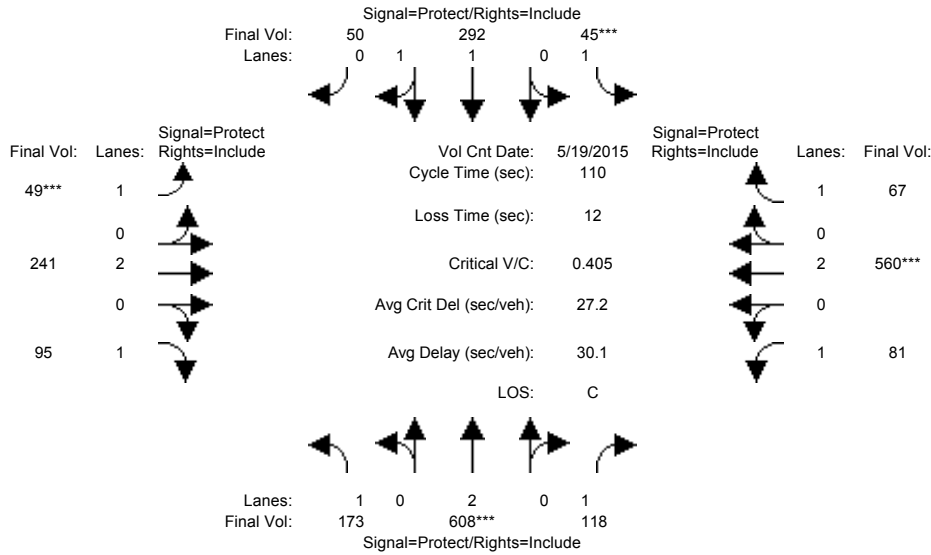 Signal=Protect/Rights=Include
Final Vol: 50 292 45***
Lanes: 0 1 1 0 1
Signal=Protect Signal=Protect
Final Vol: Lanes: Rights=Include Vol Cnt Date: 5/19/2015 Rights=Include Lanes: Final Vol:
Cycle Time (sec): 110
49*** 1 1 67
Loss Time (sec): 12
0 0
241 2 Critical V/C: 0.405 2 560***
0 Avg Crit Del (sec/veh): 27.2 0
95 1 Avg Delay (sec/veh): 30.1 1 81
LOS: C
Lanes: 1 0 2 0 1
Final Vol: 173 608*** 118
Signal=Protect/Rights=Include